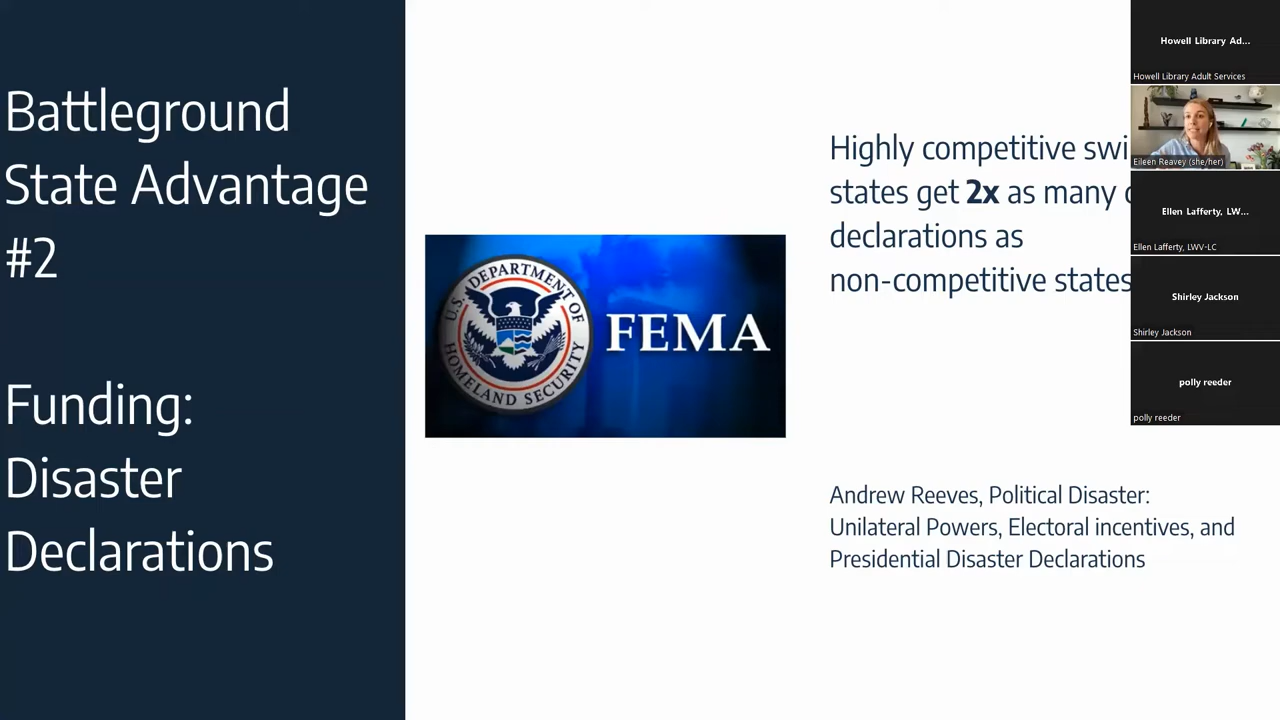 Battleground
State Advantage
#2
Funding:
Disaster
Declarations
U.S. DEPARTMENT OF
HOMELAND SECURITY
FEMA
Highly competitive swi
states get 2x as many
declarations as
non-competitive states
Andrew Reeves, Political Disaster:
Unilateral Powers, Electoral incentives, and
Presidential Disaster Declarations
Howell Library Ad...
Howell Library Adult Services
Eileen Reavey (she/her)
Ellen Lafferty, LW...
Ellen Lafferty, LWV-LC
Shirley Jackson
Shirley Jackson
polly reeder
polly reeder